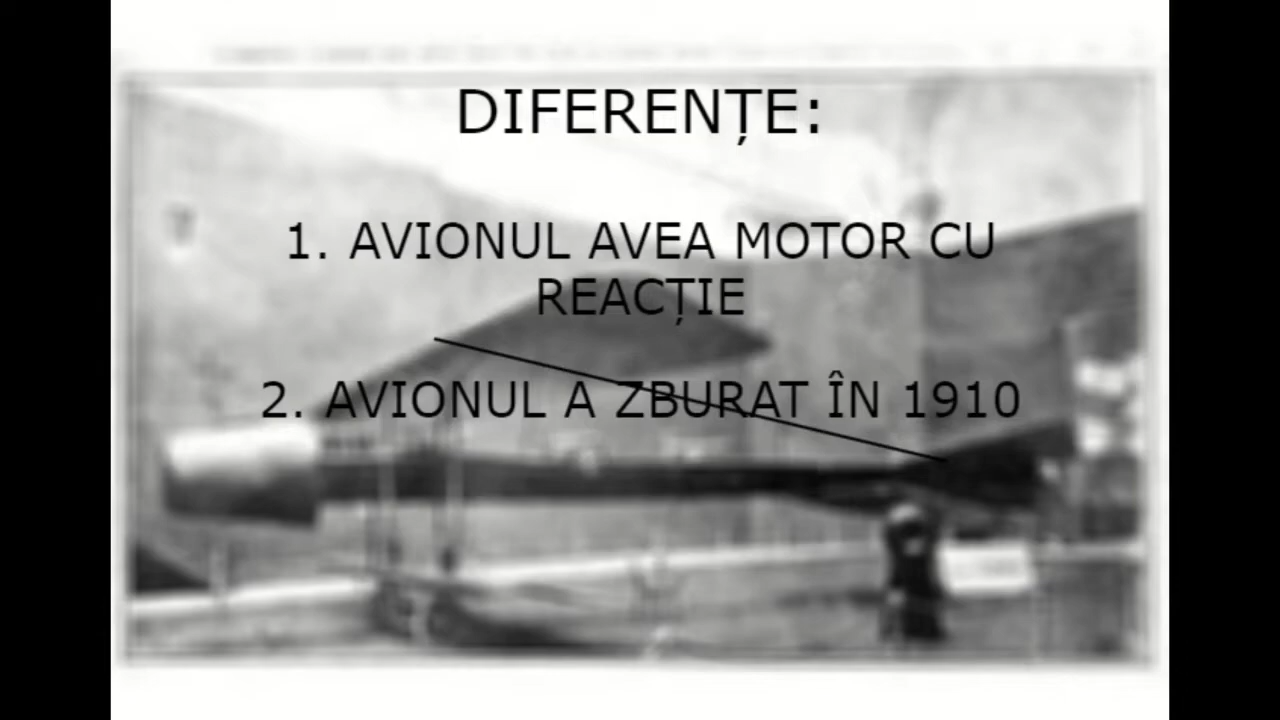 DIFERENȚE:
1. AVIONUL AVEA MOTOR CU
REACȚIE
2. AVIONUL A ZBURAT ÎN 1910